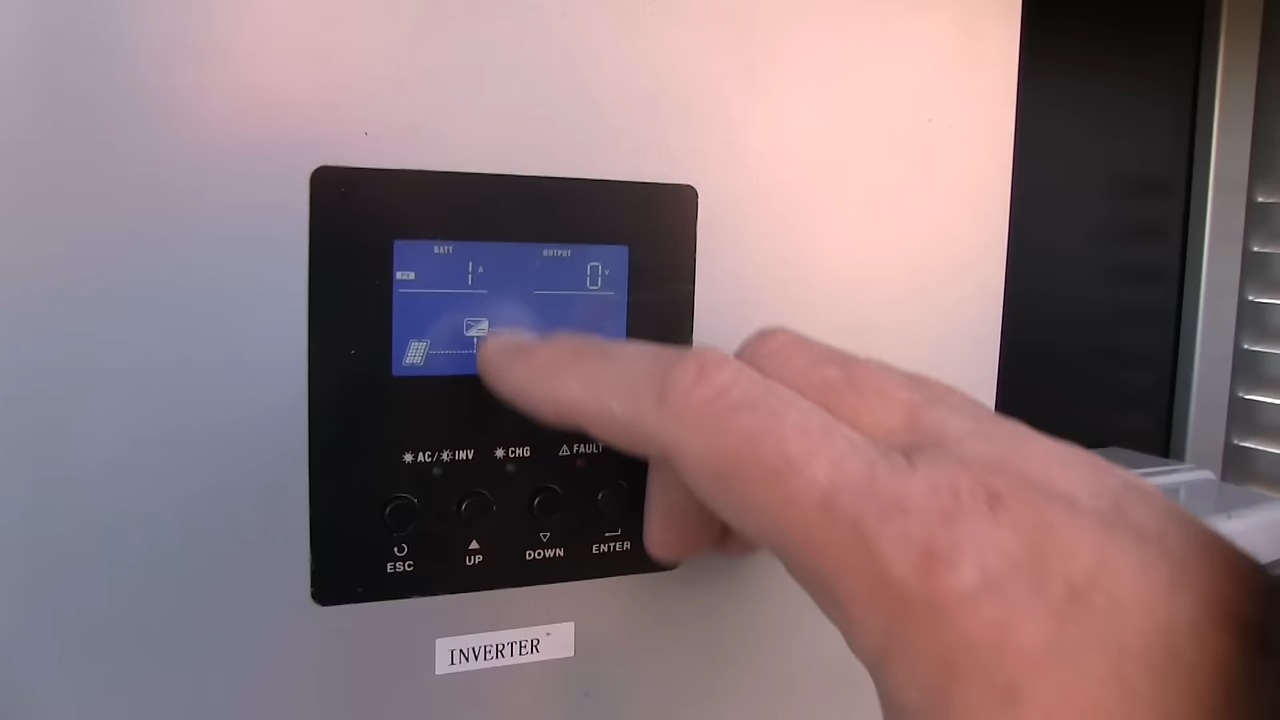 BATT OUTPUT
PV 1 A 0 V
AC/ INV CHG FAULT
ESC UP DOWN ENTER
INVERTER